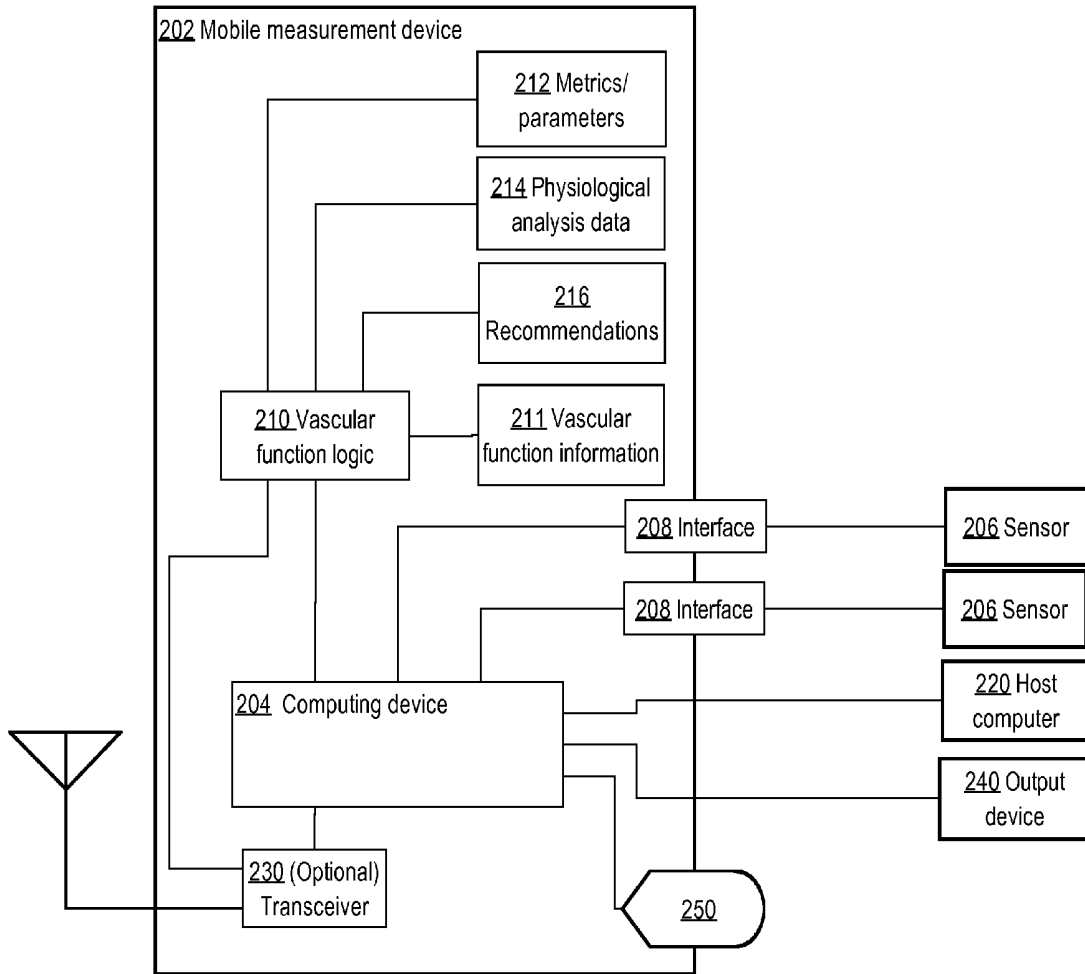 202 Mobile measurement device
212 Metrics/
parameters
214 Physiological
analysis data
216
Recommendations
210 Vascular
function logic
211 Vascular
function information
208 Interface
206 Sensor
208 Interface
206 Sensor
204 Computing device
220 Host
computer
240 Output
device
230 (Optional)
Transceiver
250